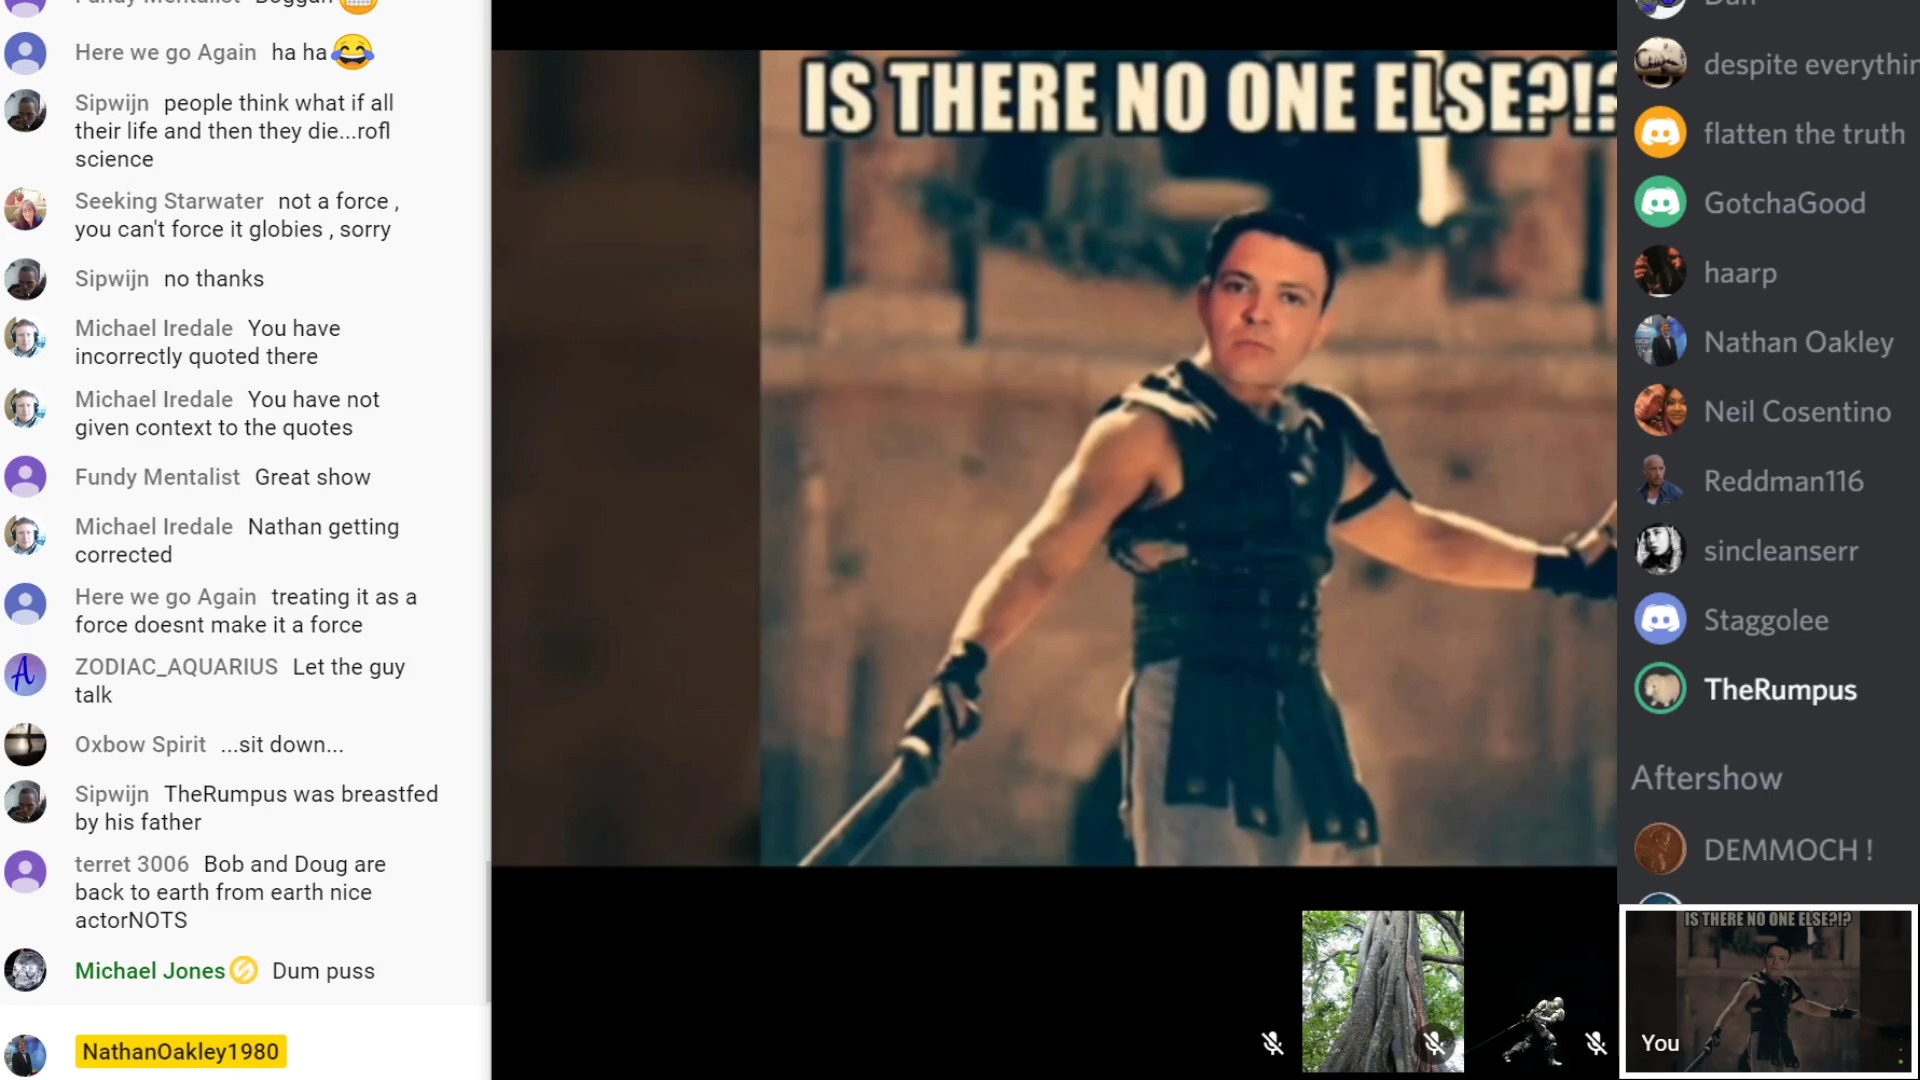 Fundy Mentalist Boggan
Here we go Again ha ha
Sipwijn people think what if all
their life and then they die...rofl
science
Seeking Starwater not a force ,
you can't force it globies , sorry
Sipwijn no thanks
Michael Iredale You have
incorrectly quoted there
Michael Iredale You have not
given context to the quotes
Fundy Mentalist Great show
Michael Iredale Nathan getting
corrected
Here we go Again treating it as a
force doesnt make it a force
ZODIAC_AQUARIUS Let the guy
talk
Oxbow Spirit ...sit down...
Sipwijn TheRumpus was breastfed
by his father
terret 3006 Bob and Doug are
back to earth from earth nice
actorNOTS
Michael Jones Dum puss
NathanOakley1980
IS THERE NO ONE ELSE?!?
Dan
despite everythin
flatten the truth
GotchaGood
haarp
Nathan Oakley
Neil Cosentino
Reddman116
sincleanserr
Staggolee
TheRumpus
Aftershow
DEMMOCH !
IS THERE NO ONE ELSE?!?
You